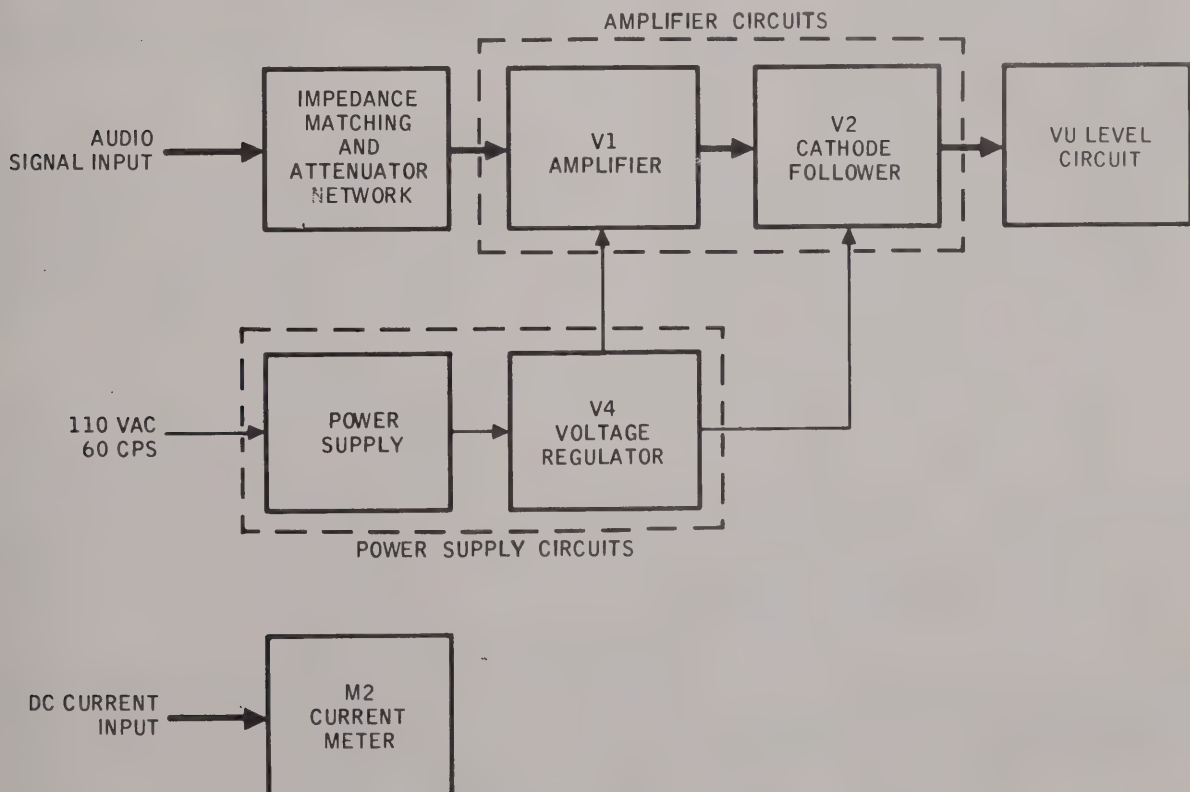 AMPLIFIER CIRCUITS
AUDIO
SIGNAL INPUT
IMPEDANCE
MATCHING
AND
ATTENUATOR
NETWORK
V1
AMPLIFIER
V2
CATHODE
FOLLOWER
VU LEVEL
CIRCUIT
110 VAC
60 CPS
POWER
SUPPLY
V4
VOLTAGE
REGULATOR
POWER SUPPLY CIRCUITS
DC CURRENT
INPUT
M2
CURRENT
METER